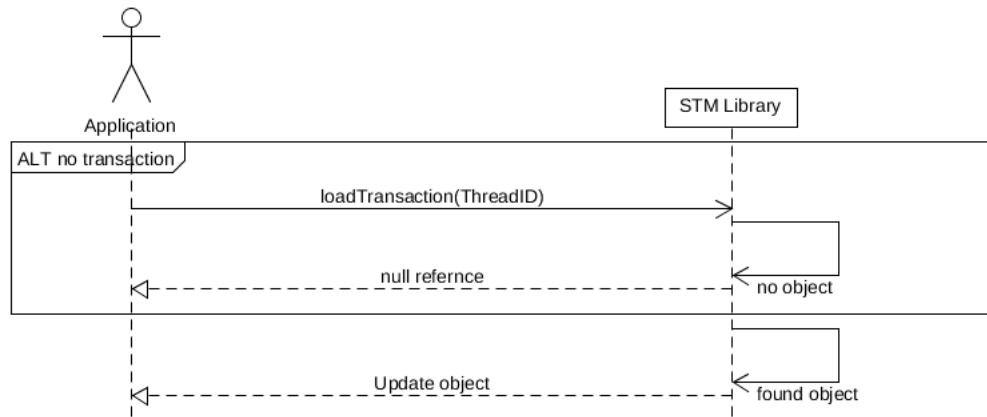 Application
STM Library
ALT no transaction
loadTransaction(ThreadID)
null refernce
no object
Update object
found object